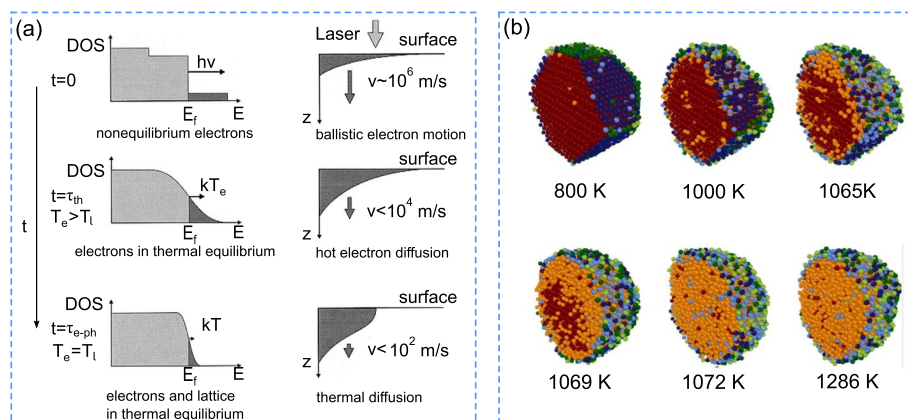 (a)
DOS
t=0
hν
E
E_f
nonequilibrium electrons
Laser
surface
v~10^6 m/s
z
ballistic electron motion
t
DOS
t=τ_th
T_e>T_l
kT_e
E
E_f
electrons in thermal equilibrium
surface
v<10^4 m/s
z
hot electron diffusion
DOS
t=τ_e-ph
T_e=T_l
kT
E
E_f
electrons and lattice
in thermal equilibrium
surface
v<10^2 m/s
z
thermal diffusion
(b)
800 K
1000 K
1065K
1069 K
1072 K
1286 K